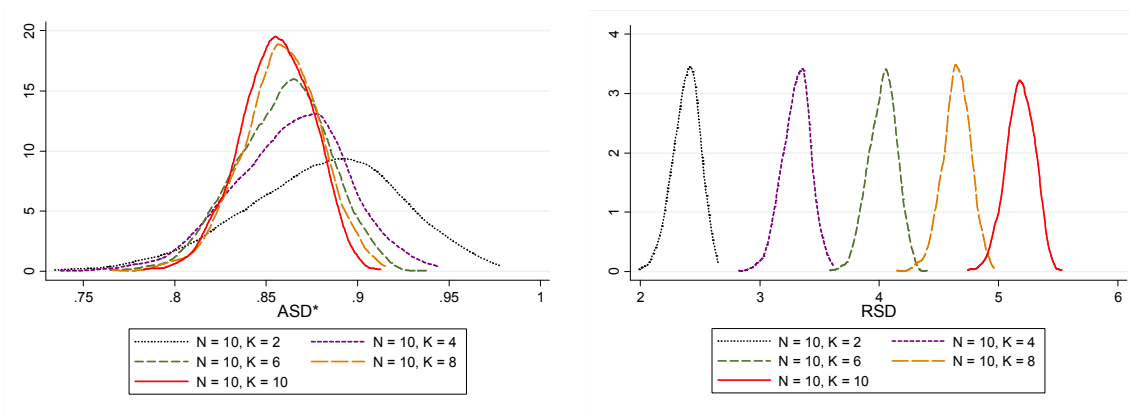 20
15
10
5
0
.75 .8 .85 .9 .95 1
ASD*
N = 10, K = 2 N = 10, K = 4
N = 10, K = 6 N = 10, K = 8
N = 10, K = 10
4
3
2
1
0
2 3 4 5 6
RSD
N = 10, K = 2 N = 10, K = 4
N = 10, K = 6 N = 10, K = 8
N = 10, K = 10